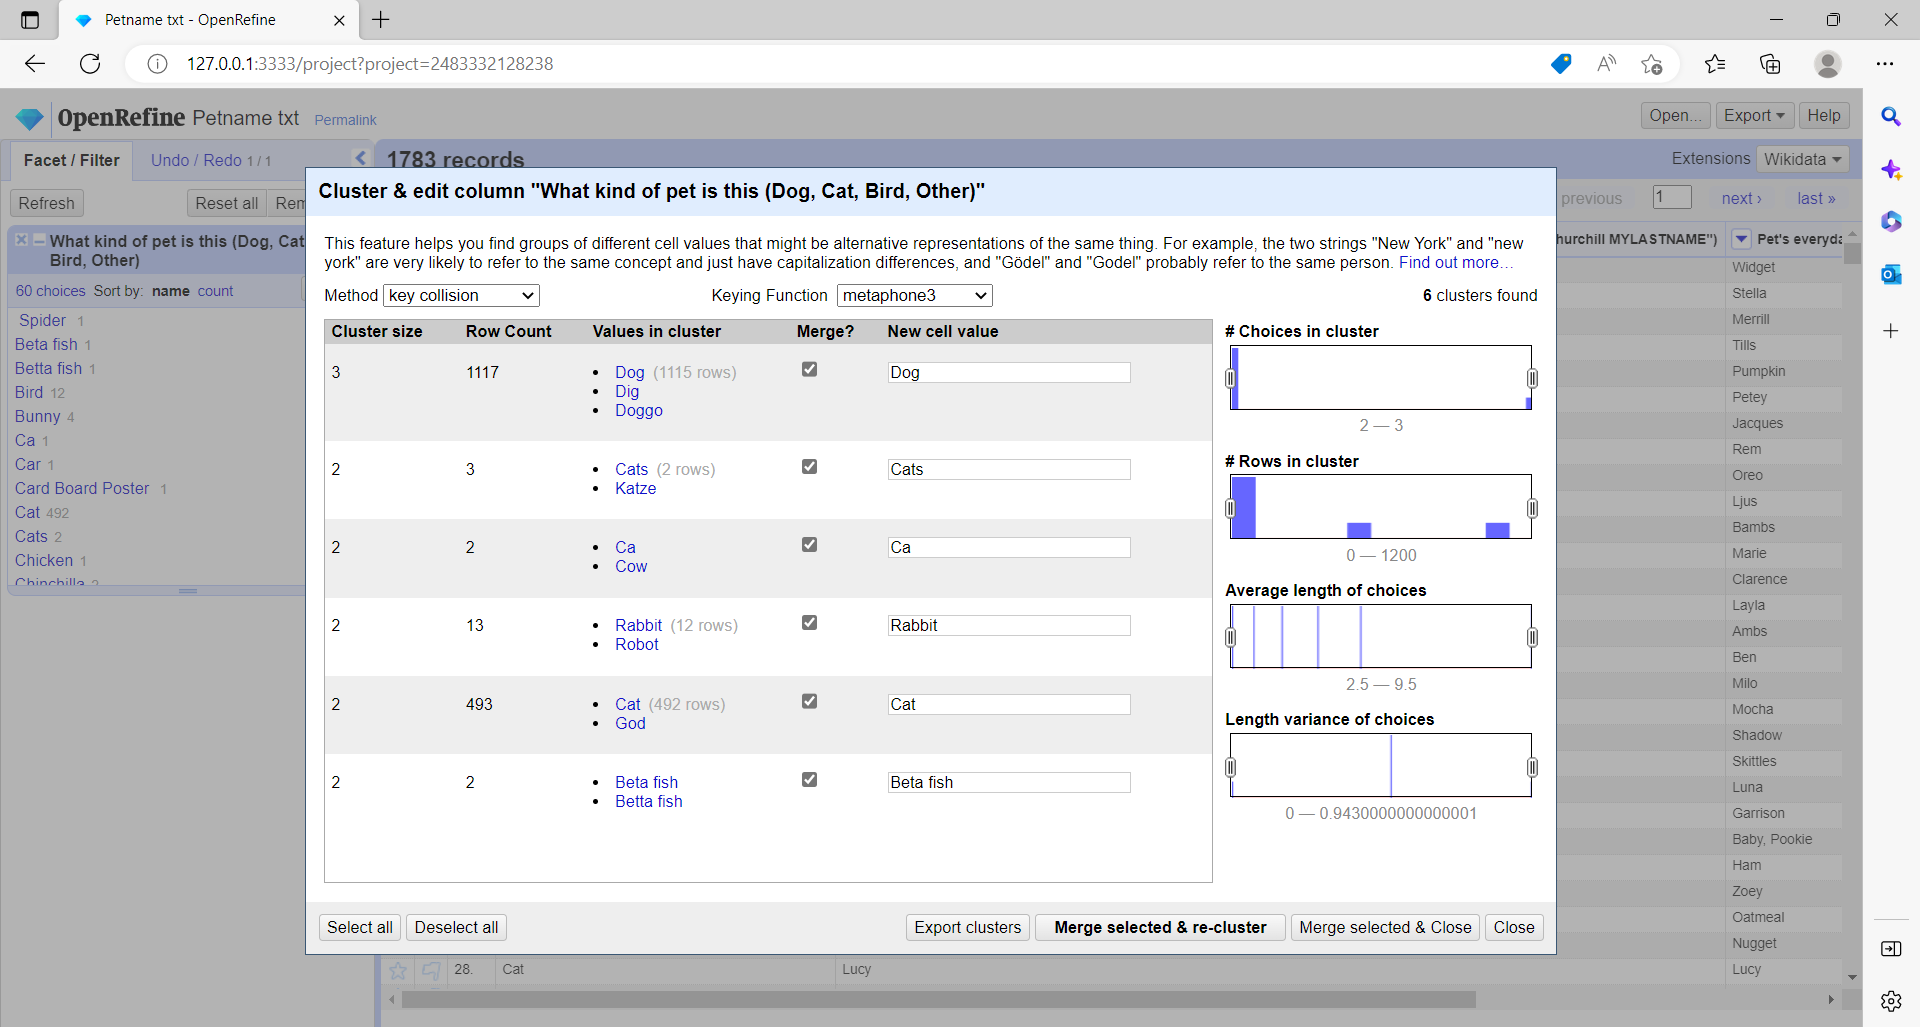 Petname txt - OpenRefine
127.0.0.1:3333/project?project=2483332128238
OpenRefine Petname txt Permalink
Open... Export Help
Facet / Filter Undo / Redo 1 / 1
1783 records
Extensions Wikidata
Refresh Reset all Rem
previous 1 next › last »
What kind of pet is this (Dog, Cat
Bird, Other)
60 choices Sort by: name count
Spider 1
Beta fish 1
Betta fish 1
Bird 12
Bunny 4
Ca 1
Car 1
Card Board Poster 1
Cat 492
Cats 2
Chicken 1
Chinchilla 2
Cluster & edit column "What kind of pet is this (Dog, Cat, Bird, Other)"
This feature helps you find groups of different cell values that might be alternative representations of the same thing. For example, the two strings "New York" and "new
york" are very likely to refer to the same concept and just have capitalization differences, and "Gödel" and "Godel" probably refer to the same person. Find out more…
Method key collision Keying Function metaphone3 6 clusters found
Cluster size Row Count Values in cluster Merge? New cell value
3 1117 Dog (1115 rows) Dog
Dig
Doggo
2 3 Cats (2 rows) Cats
Katze
2 2 Ca Ca
Cow
2 13 Rabbit (12 rows) Rabbit
Robot
2 493 Cat (492 rows) Cat
God
2 2 Beta fish Beta fish
Betta fish
# Choices in cluster
2 — 3
# Rows in cluster
0 — 1200
Average length of choices
2.5 — 9.5
Length variance of choices
0 — 0.9430000000000001
Select all Deselect all Export clusters Merge selected & re-cluster Merge selected & Close Close
hurchill MYLASTNAME") Pet's everyda
Widget
Stella
Merrill
Tills
Pumpkin
Petey
Jacques
Rem
Oreo
Ljus
Bambs
Marie
Clarence
Layla
Ambs
Ben
Milo
Mocha
Shadow
Skittles
Luna
Garrison
Baby, Pookie
Ham
Zoey
Oatmeal
Nugget
28. Cat Lucy Lucy